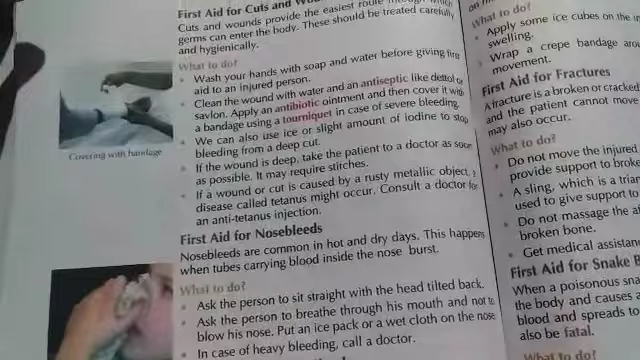 First Aid for Cuts and
Cuts and wounds provide the easiest route through which
germs can enter the body. These should be treated carefully
and hygienically.
What to do?
Wash your hands with soap and water before giving first
aid to an injured person.
Clean the wound with water and an antiseptic like dettol or
savlon. Apply an antibiotic ointment and then cover it with
a bandage using a tourniquet in case of severe bleeding.
We can also use ice or slight amount of iodine to stop
bleeding from a deep cut.
If the wound is deep, take the patient to a doctor as soon
as possible. It may require stirches.
If a wound or cut is caused by a rusty metallic object,
disease called tetanus might occur. Consult a doctor for
an anti-tetanus injection.
Covering with bandage
First Aid for Nosebleeds
Nosebleeds are common in hot and dry days. This happens
when tubes carrying blood inside the nose burst.
What to do?
Ask the person to sit straight with the head tilted back.
Ask the person to breathe through his mouth and not to
blow his nose. Put an ice pack or a wet cloth on the nose
In case of heavy bleeding, call a doctor.
What to do?
Apply some ice cubes on the
swelling.
Wrap a crepe bandage
movement.
First Aid for Fractures
A fracture is a broken or cracked
and the patient cannot move
may also occur.
What to do?
Do not move the injured
provide support to
A sling, which is a
used to give support to
Do not massage the
broken bone.
Get medical
First Aid for Snake
When a poisonous
the body and causes
blood and spreads to
also be fatal.
What to do?